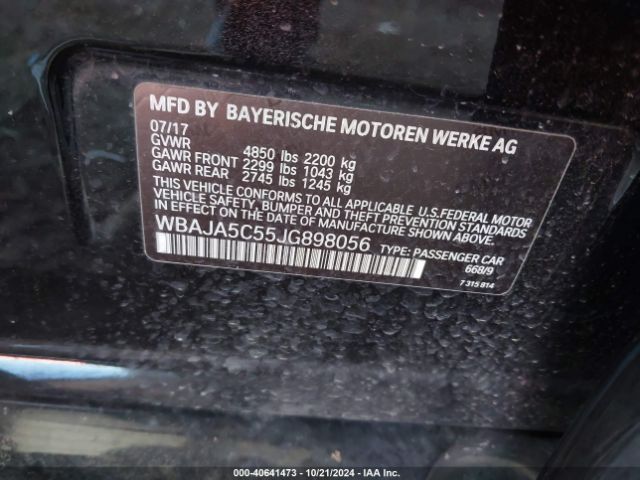 MFD BY BAYERISCHE MOTOREN WERKE AG
07/17
GVWR 4850 lbs 2200 kg
GAWR FRONT 2299 lbs 1043 kg
GAWR REAR 2745 lbs 1245 kg
THIS VEHICLE CONFORMS TO ALL APPLICABLE U.S.FEDERAL MOTOR
VEHICLE SAFETY, BUMPER AND THEFT PREVENTION STANDARDS
IN EFFECT ON THE DATE OF MANUFACTURE SHOWN ABOVE.
WBAJA5C55JG898056 TYPE: PASSENGER CAR
668/9
7 315 814
000-40641473 - 10/21/2024 - IAA Inc.